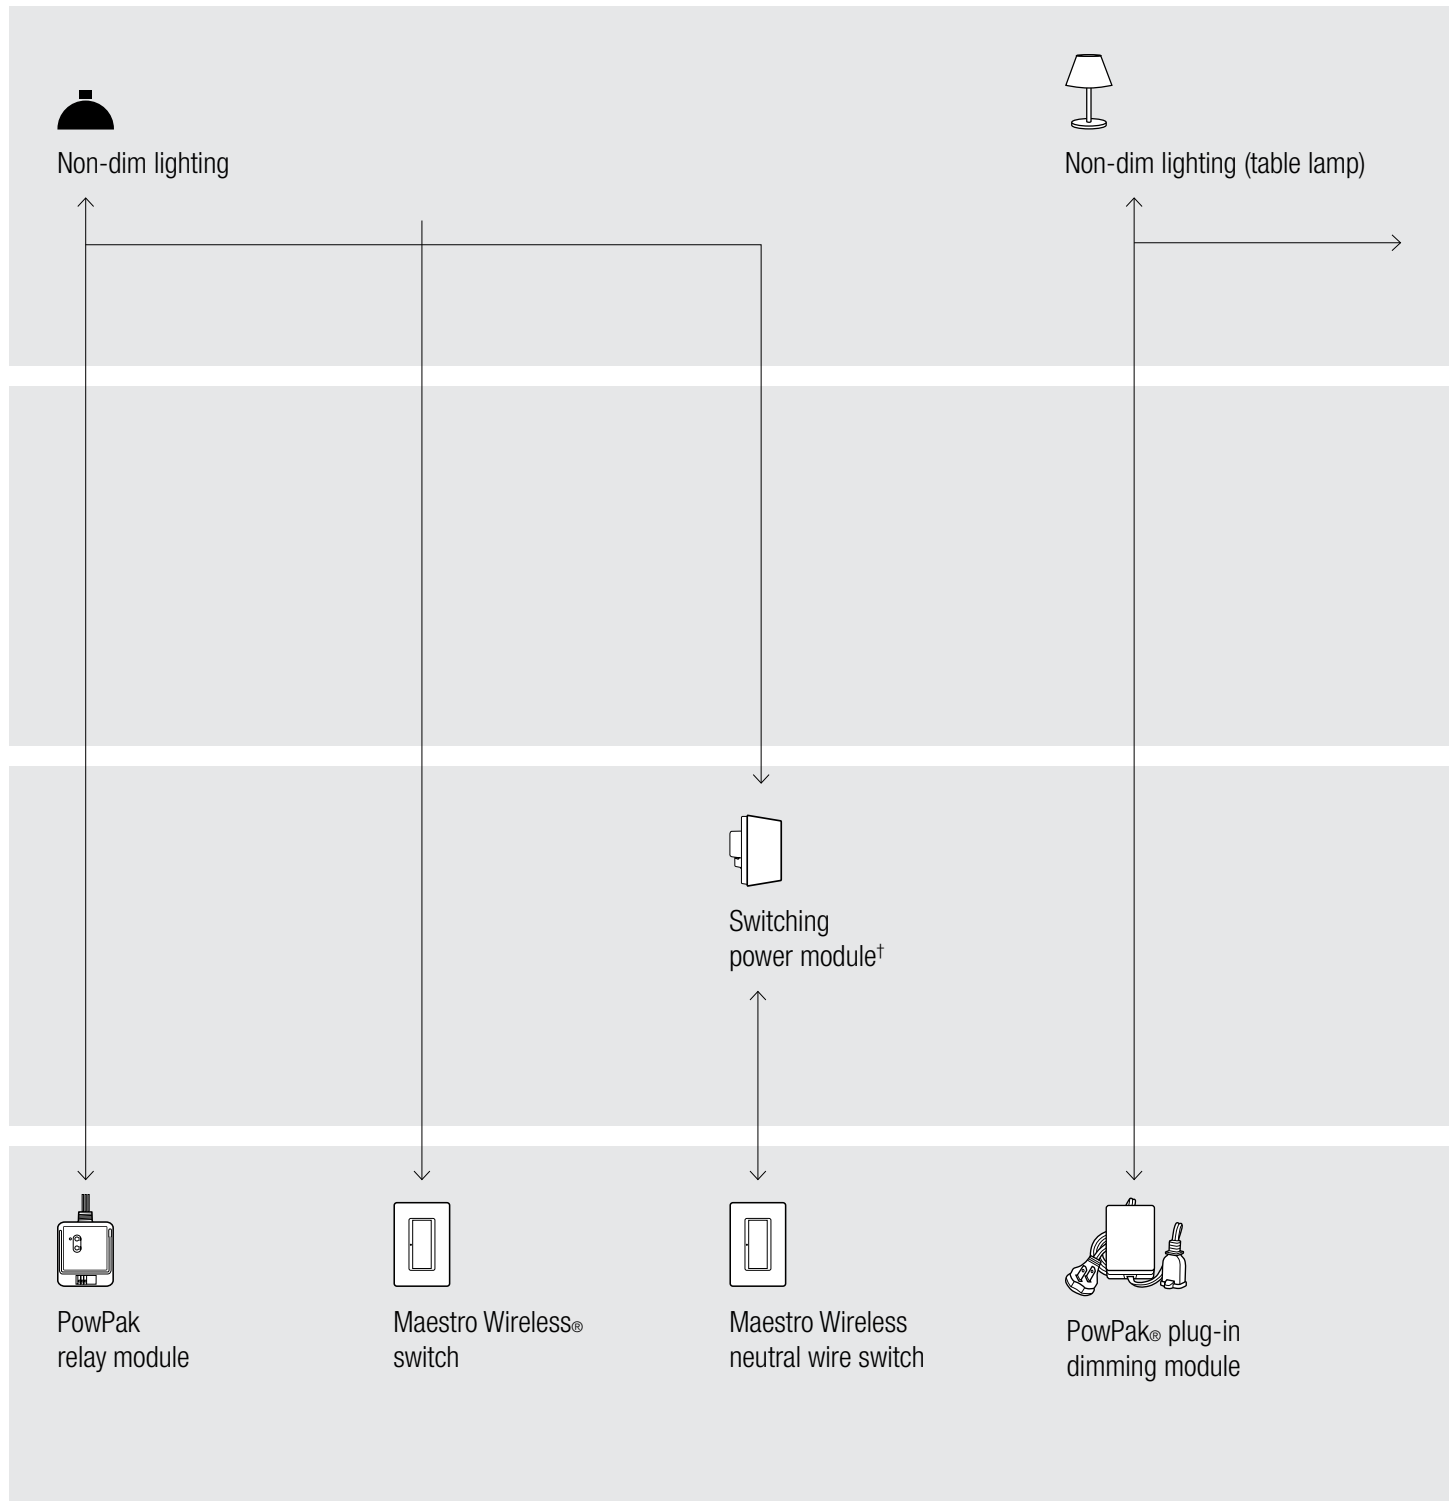 Non-dim lighting
Non-dim lighting (table lamp)
Switching
power module†
PowPak
relay module
Maestro Wireless®
switch
Maestro Wireless
neutral wire switch
PowPak® plug-in
dimming module